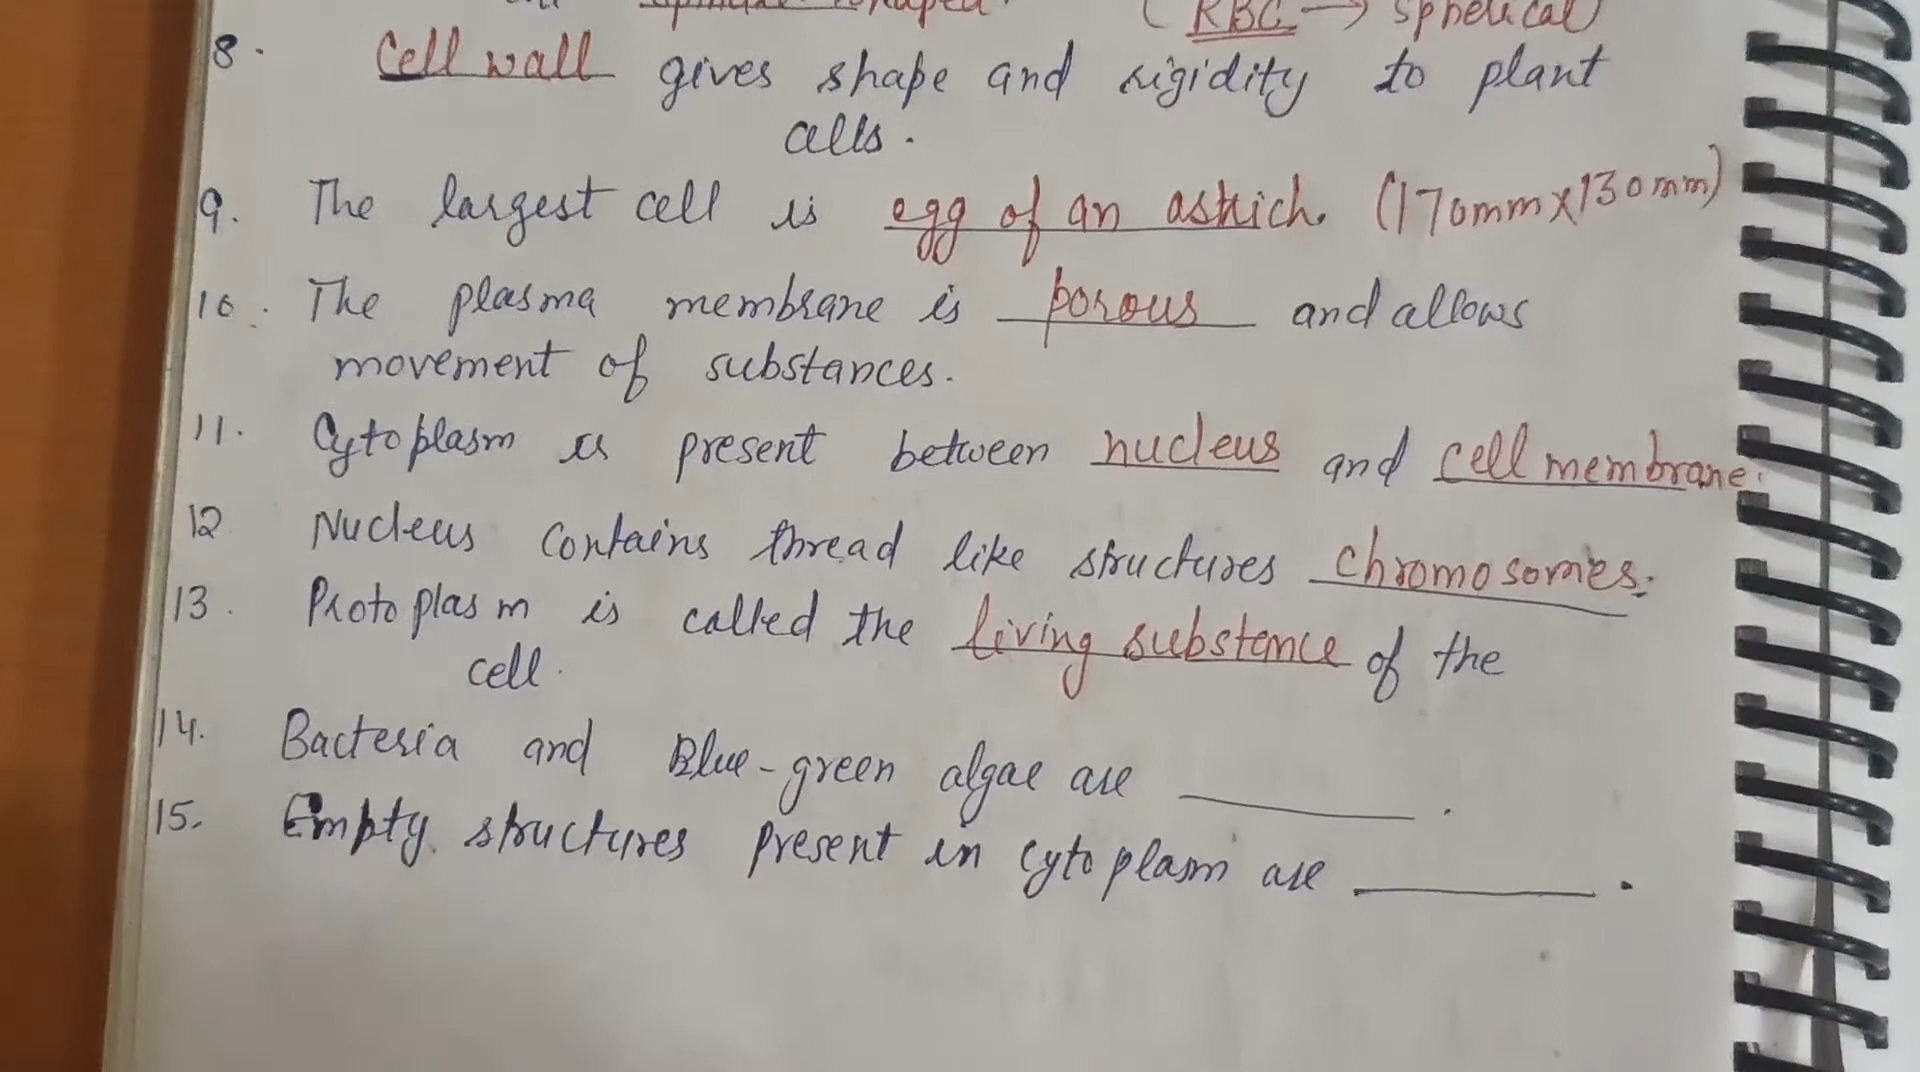 (RBC → spherical)
8. Cell wall gives shape and rigidity to plant
cells.
9. The largest cell is egg of an astrich. (170mm x 130mm)
10. The plasma membrane is porous and allows
movement of substances.
11. Cytoplasm is present between nucleus and cell membrane.
12 Nucleus contains thread like structures chromosomes.
13. Protoplasm is called the living substance of the
cell.
14. Bacteria and Blue-green algae are ________.
15. Empty structures present in cytoplasm are ________.